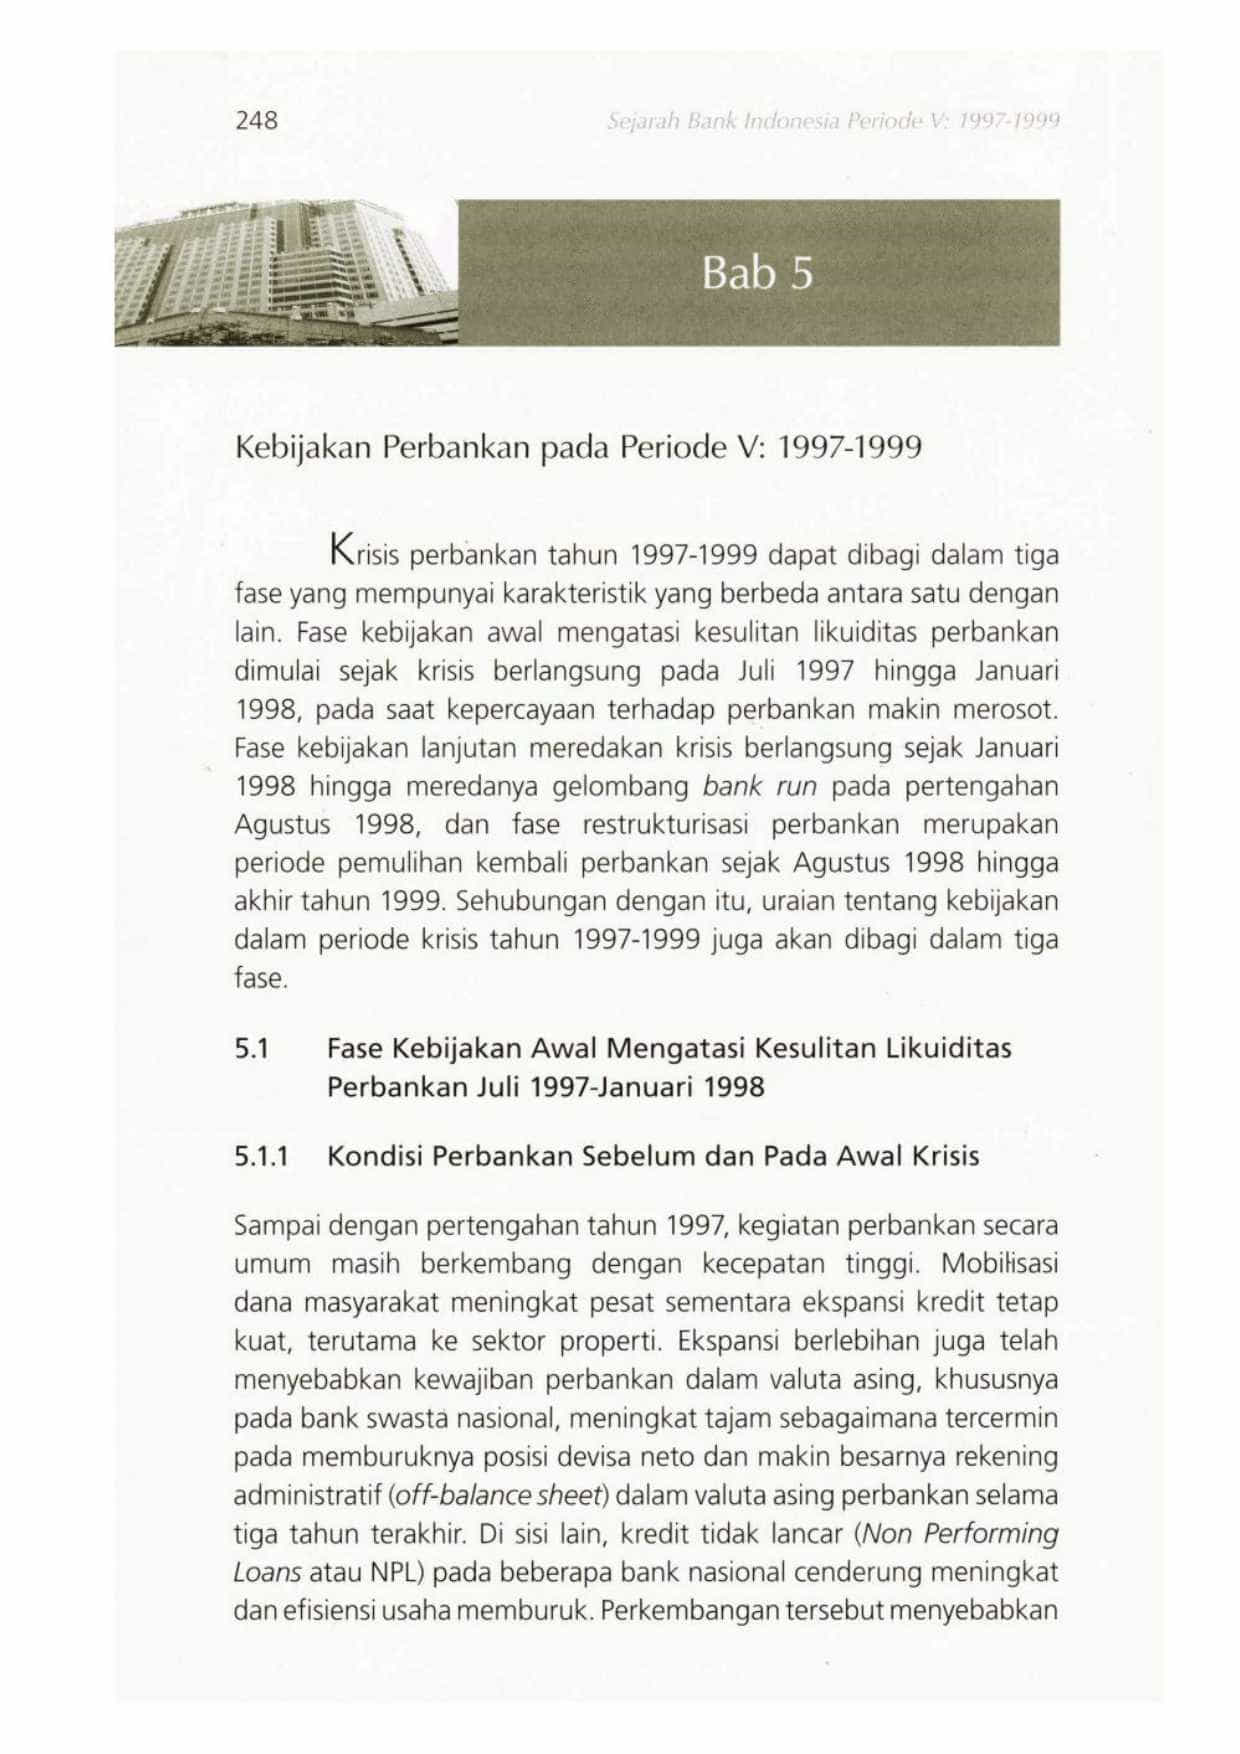 248
Sejarah Bank Indonesia Periode V: 1997-1999
Bab 5
Kebijakan Perbankan pada Periode V: 1997-1999
Krisis perbankan tahun 1997-1999 dapat dibagi dalam tiga
fase yang mempunyai karakteristik yang berbeda antara satu dengan
lain. Fase kebijakan awal mengatasi kesulitan likuiditas perbankan
dimulai sejak krisis berlangsung pada Juli 1997 hingga Januari
1998, pada saat kepercayaan terhadap perbankan makin merosot.
Fase kebijakan lanjutan meredakan krisis berlangsung sejak Januari
1998 hingga meredanya gelombang bank run pada pertengahan
Agustus 1998, dan fase restrukturisasi perbankan merupakan
periode pemulihan kembali perbankan sejak Agustus 1998 hingga
akhir tahun 1999. Sehubungan dengan itu, uraian tentang kebijakan
dalam periode krisis tahun 1997-1999 juga akan dibagi dalam tiga
fase.
5.1 Fase Kebijakan Awal Mengatasi Kesulitan Likuiditas
Perbankan Juli 1997-Januari 1998
5.1.1 Kondisi Perbankan Sebelum dan Pada Awal Krisis
Sampai dengan pertengahan tahun 1997, kegiatan perbankan secara
umum masih berkembang dengan kecepatan tinggi. Mobilisasi
dana masyarakat meningkat pesat sementara ekspansi kredit tetap
kuat, terutama ke sektor properti. Ekspansi berlebihan juga telah
menyebabkan kewajiban perbankan dalam valuta asing, khususnya
pada bank swasta nasional, meningkat tajam sebagaimana tercermin
pada memburuknya posisi devisa neto dan makin besarnya rekening
administratif (off-balance sheet) dalam valuta asing perbankan selama
tiga tahun terakhir. Di sisi lain, kredit tidak lancar (Non Performing
Loans atau NPL) pada beberapa bank nasional cenderung meningkat
dan efisiensi usaha memburuk. Perkembangan tersebut menyebabkan